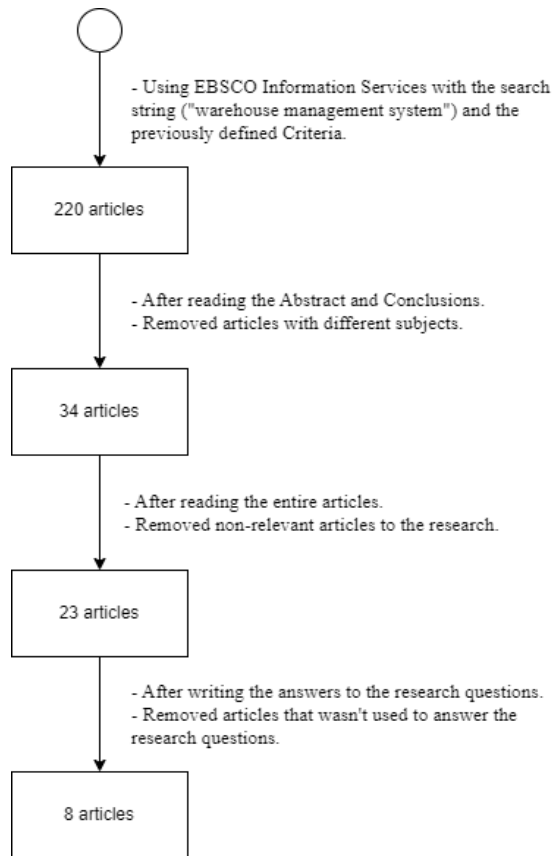 - Using EBSCO Information Services with the search
string ("warehouse management system") and the
previously defined Criteria.
220 articles
- After reading the Abstract and Conclusions.
- Removed articles with different subjects.
34 articles
- After reading the entire articles.
- Removed non-relevant articles to the research.
23 articles
- After writing the answers to the research questions.
- Removed articles that wasn't used to answer the
research questions.
8 articles